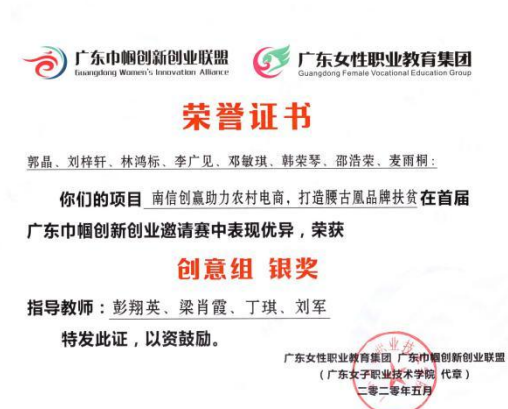 广东巾帼创新创业联盟
Guangdong Women's Innovation Alliance
广东女性职业教育集团
Guangdong Female Vocational Education Group
荣誉证书
郭晶、刘梓轩、林鸿标、李广见、邓敏琪、韩荣琴、邵浩荣、麦雨桐：
你们的项目 南信创赢助力农村电商，打造腰古凰品牌扶贫在首届
广东巾帼创新创业邀请赛中表现优异，荣获
创意组 银奖
指导教师：彭翔英、梁肖霞、丁琪、刘军
特发此证，以资鼓励。
广东女性职业教育集团 广东巾帼创新创业联盟
（广东女子职业技术学院 代章）
二零二零年五月